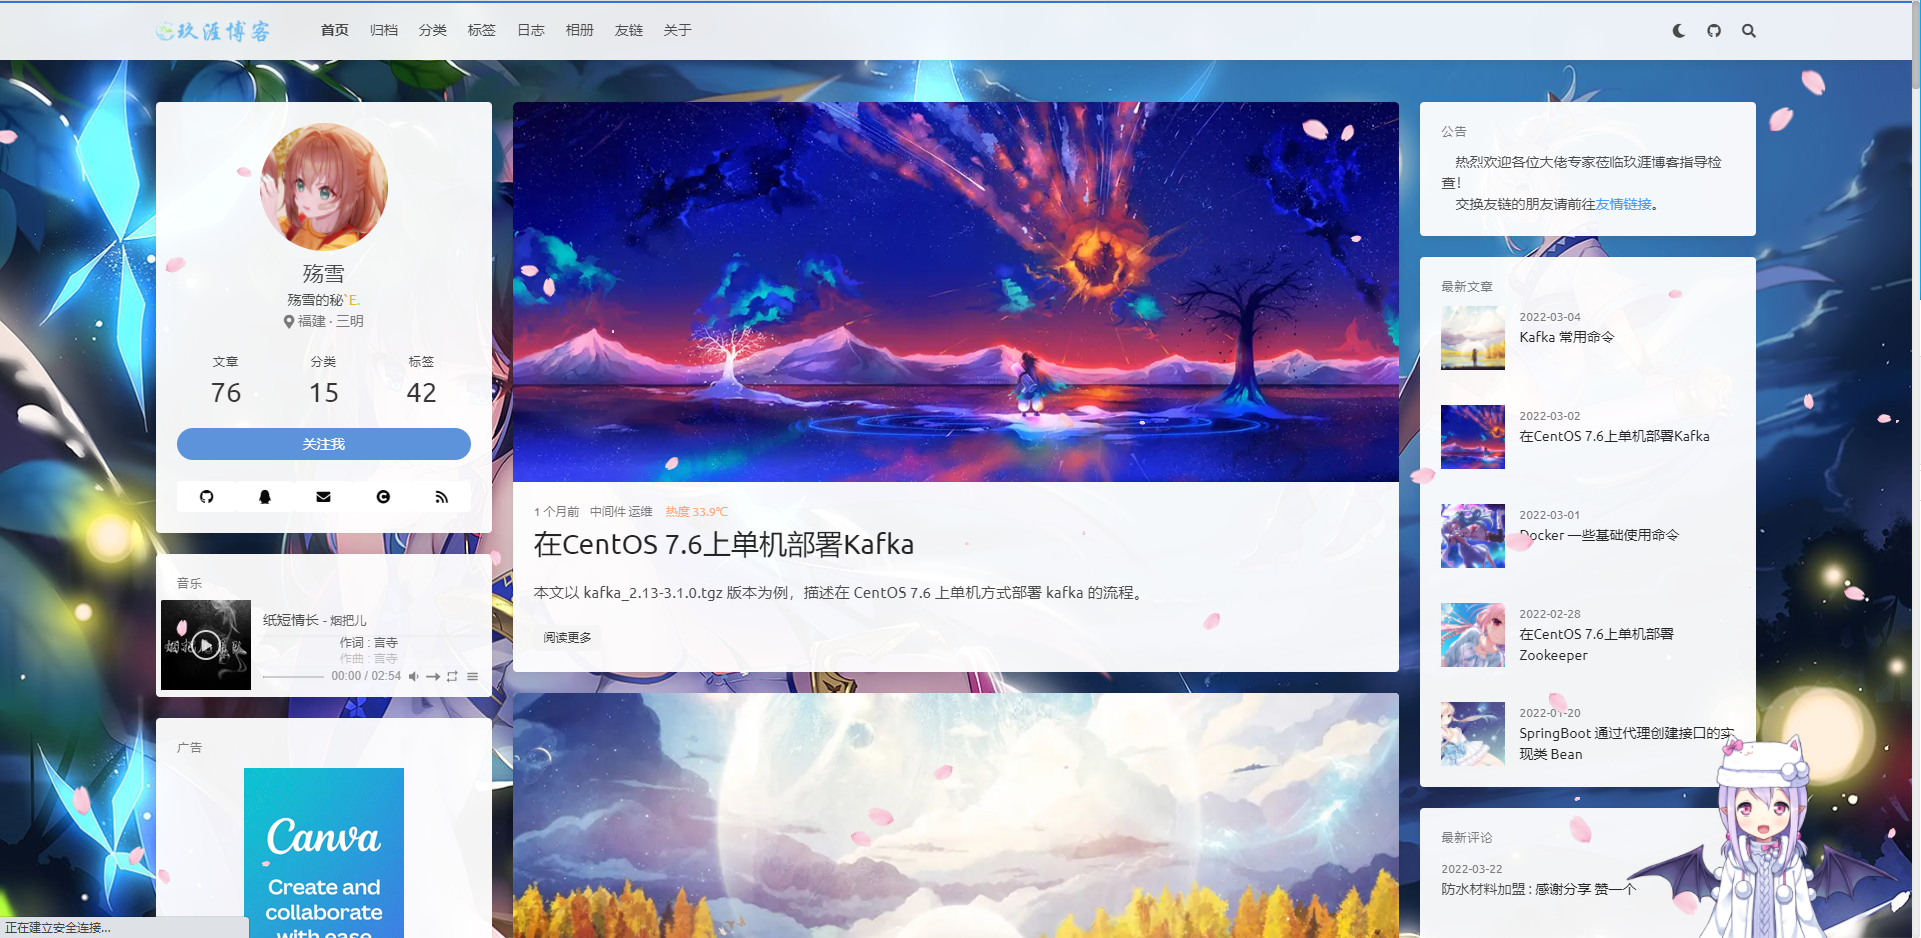 玖涯博客
首页 归档 分类 标签 日志 相册 友链 关于
殇雪
殇雪的秘`E.
福建 · 三明
文章 分类 标签
76 15 42
关注我
音乐
纸短情长 - 烟把儿
作词 : 言寺
作曲 : 言寺
00:00 / 02:54
广告
Canva
Create and
collaborate
with ease
1 个月前 中间件 运维 热度 33.9℃
在CentOS 7.6上单机部署Kafka
本文以 kafka_2.13-3.1.0.tgz 版本为例，描述在 CentOS 7.6 上单机方式部署 kafka 的流程。
阅读更多
公告
热烈欢迎各位大佬专家莅临玖涯博客指导检
查！
交换友链的朋友请前往友情链接。
最新文章
2022-03-04
Kafka 常用命令
2022-03-02
在CentOS 7.6上单机部署Kafka
2022-03-01
Docker 一些基础使用命令
2022-02-28
在CentOS 7.6上单机部署
Zookeeper
2022-01-20
SpringBoot 通过代理创建接口的实
现类 Bean
最新评论
2022-03-22
防水材料加盟 : 感谢分享 赞一个
正在建立安全连接...